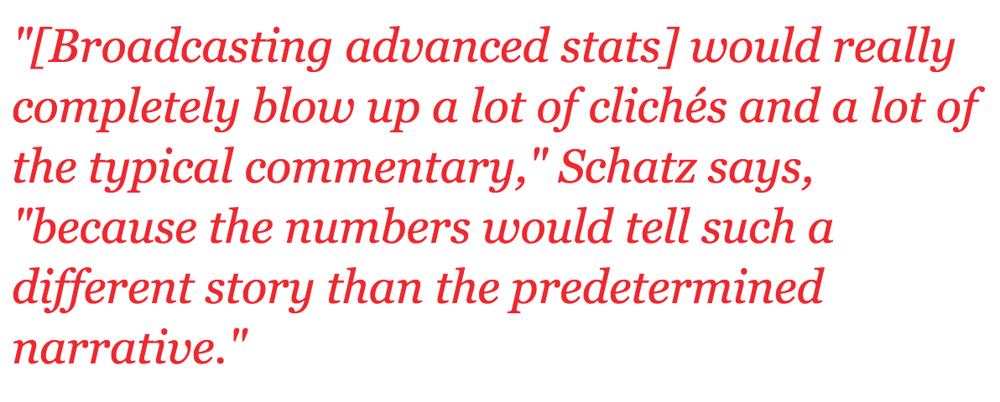 "[Broadcasting advanced stats] would really
completely blow up a lot of clichés and a lot of
the typical commentary," Schatz says,
"because the numbers would tell such a
different story than the predetermined
narrative."